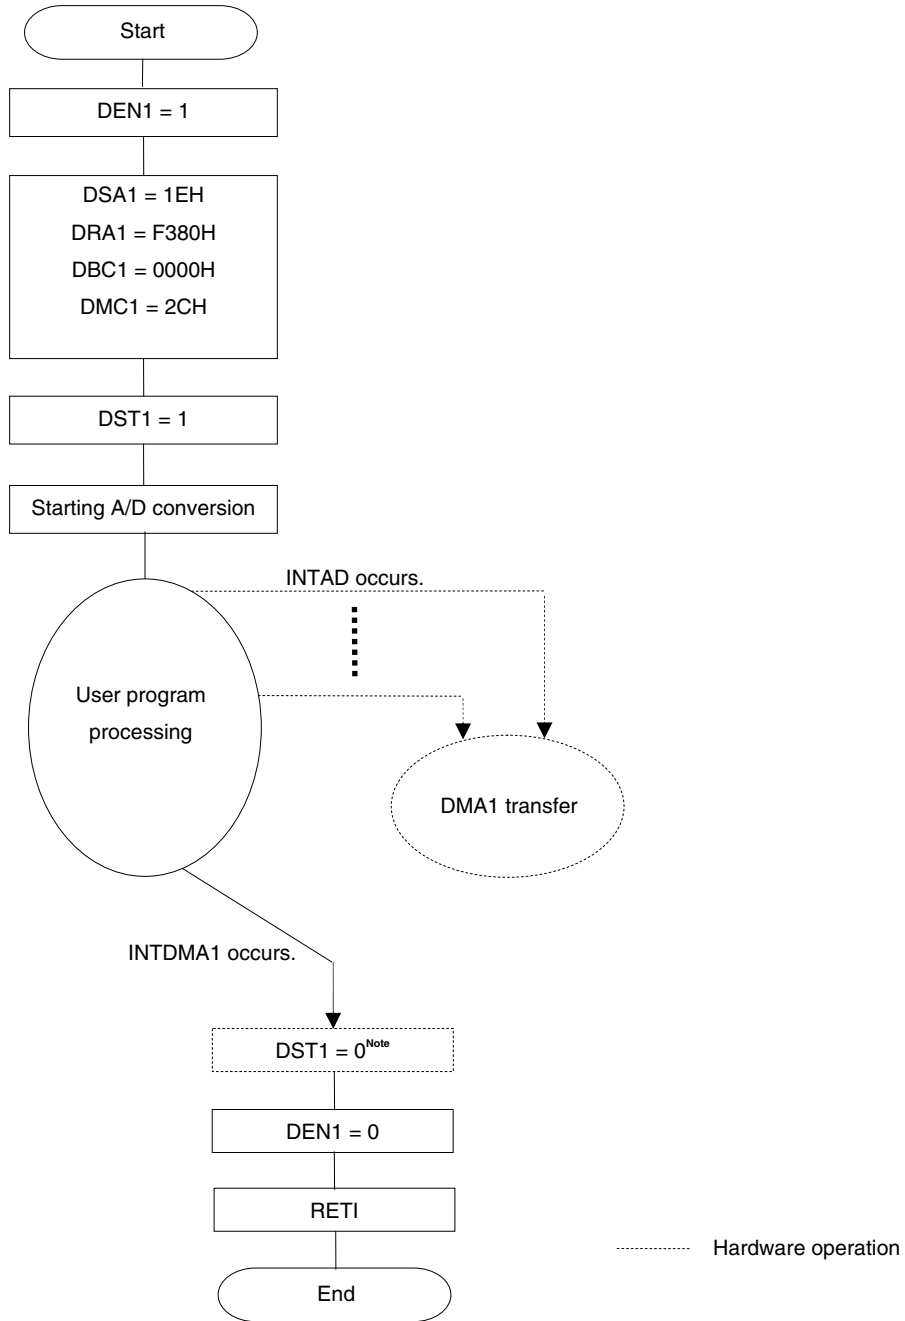 Start
DEN1 = 1
DSA1 = 1EH
DRA1 = F380H
DBC1 = 0000H
DMC1 = 2CH
DST1 = 1
Starting A/D conversion
INTAD occurs.
User program
processing
DMA1 transfer
INTDMA1 occurs.
DST1 = 0Note
DEN1 = 0
RETI
Hardware operation
End